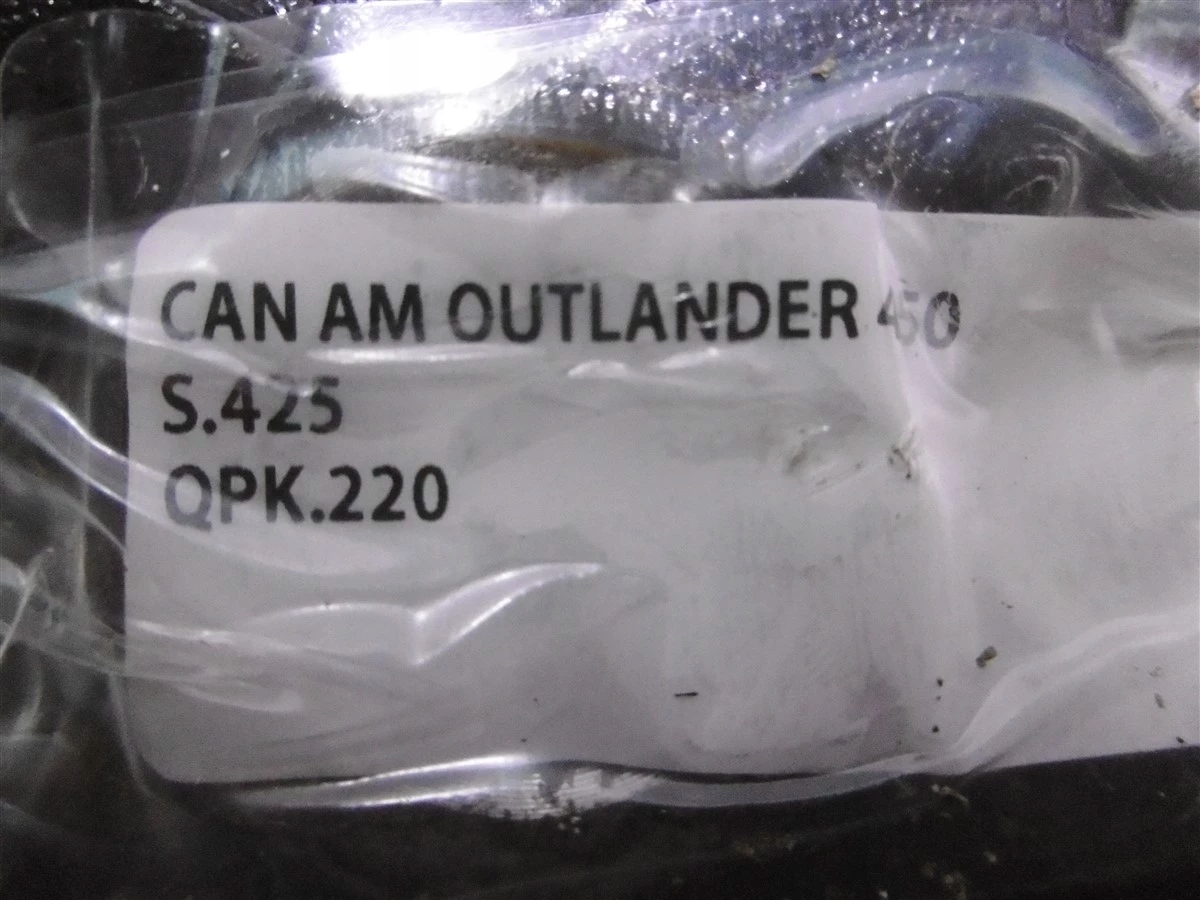 CAN AM OUTLANDER 450
S.425
QPK.220